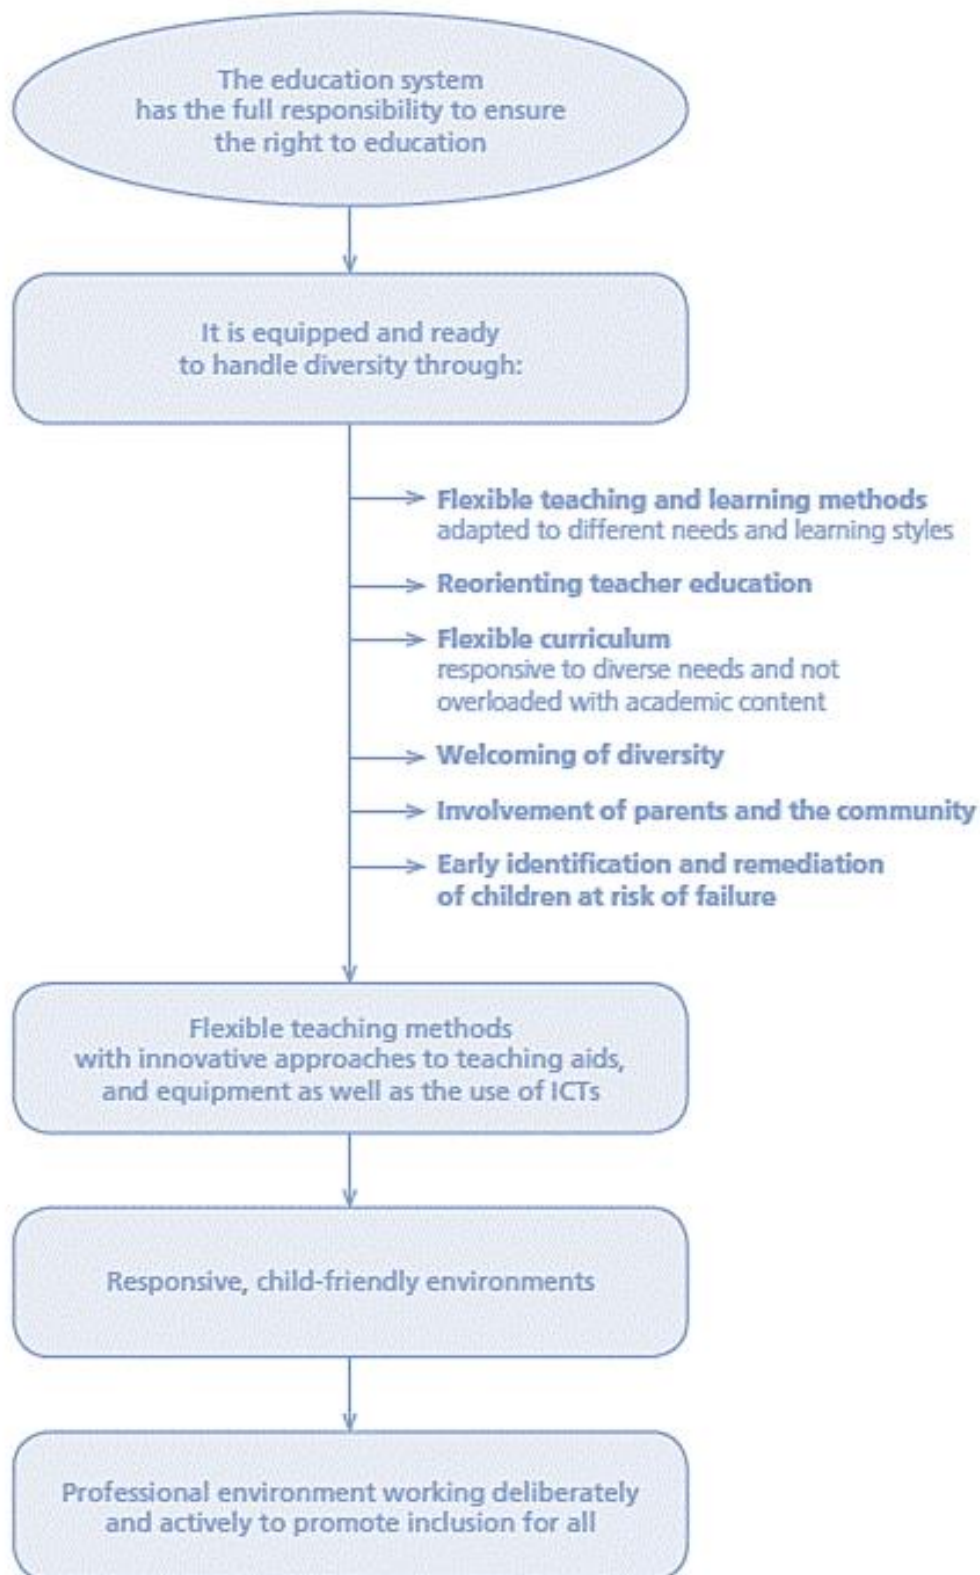 The education system
has the full responsibility to ensure
the right to education
It is equipped and ready
to handle diversity through:
Flexible teaching and learning methods
adapted to different needs and learning styles
Reorienting teacher education
Flexible curriculum
responsive to diverse needs and not
overloaded with academic content
Welcoming of diversity
Involvement of parents and the community
Early identification and remediation
of children at risk of failure
Flexible teaching methods
with innovative approaches to teaching aids,
and equipment as well as the use of ICTs
Responsive, child-friendly environments
Professional environment working deliberately
and actively to promote inclusion for all